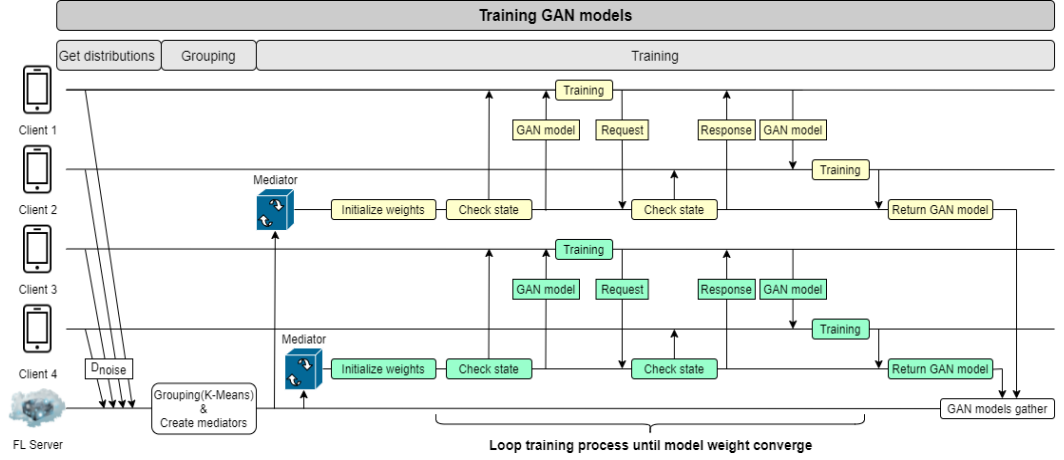 Training GAN models
Get distributions
Grouping
Training
Client 1
Training
GAN model
Request
Response
GAN model
Client 2
Training
Mediator
Initialize weights
Check state
Check state
Return GAN model
Client 3
Training
GAN model
Request
Response
GAN model
Client 4
Training
Mediator
Initialize weights
Check state
Check state
Return GAN model
Dnoise
FL Server
Grouping(K-Means)
&
Create mediators
GAN models gather
Loop training process until model weight converge